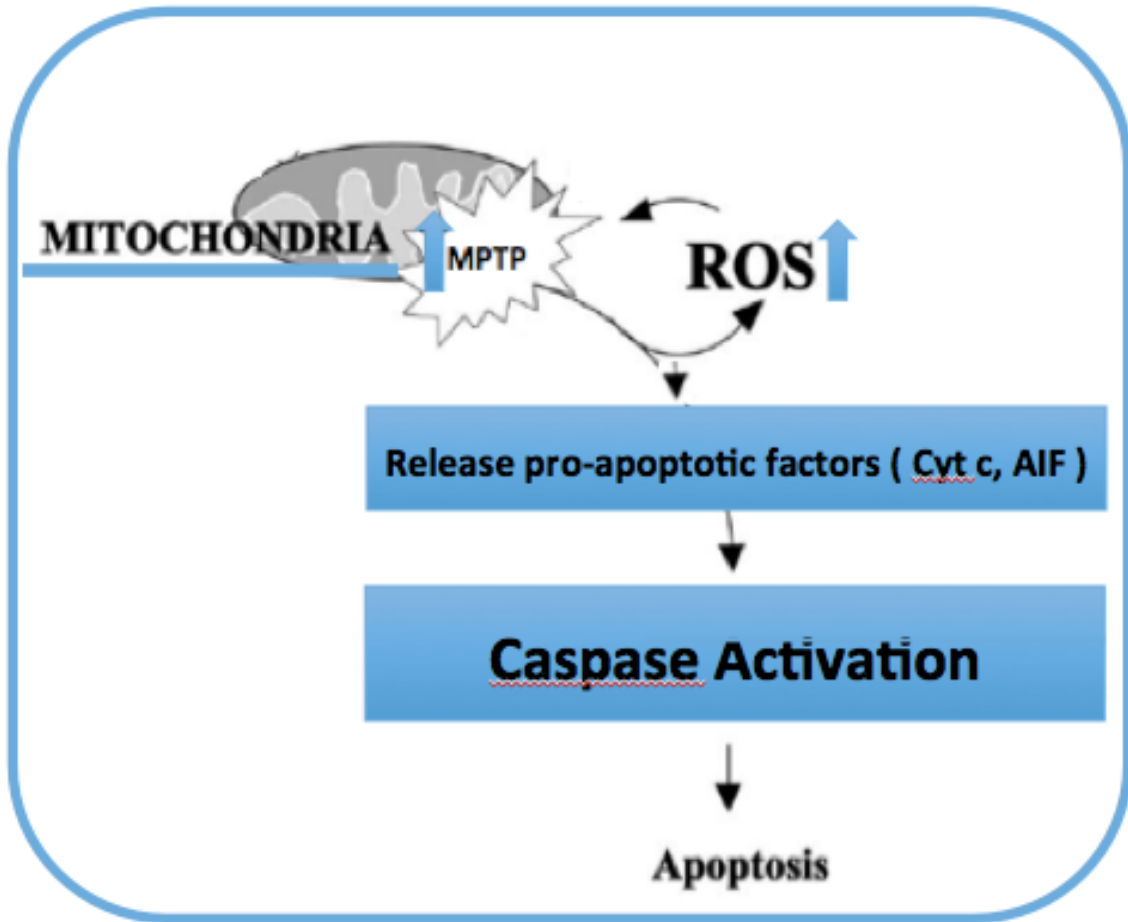 MITOCHONDRIA
MPTP
ROS
Release pro-apoptotic factors ( Cyt c, AIF )
Caspase Activation
Apoptosis